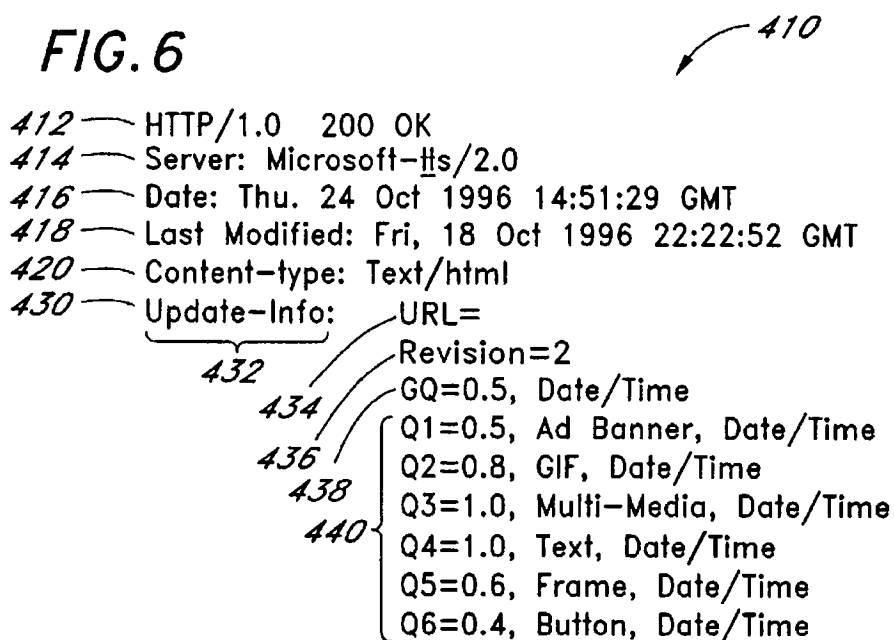 FIG. 6
410
412 HTTP/1.0 200 OK
414 Server: Microsoft-IIs/2.0
416 Date: Thu. 24 Oct 1996 14:51:29 GMT
418 Last Modified: Fri, 18 Oct 1996 22:22:52 GMT
420 Content-type: Text/html
430 Update-Info: URL=
432
Revision=2
434
GQ=0.5, Date/Time
436
Q1=0.5, Ad Banner, Date/Time
438
Q2=0.8, GIF, Date/Time
Q3=1.0, Multi-Media, Date/Time
440
Q4=1.0, Text, Date/Time
Q5=0.6, Frame, Date/Time
Q6=0.4, Button, Date/Time